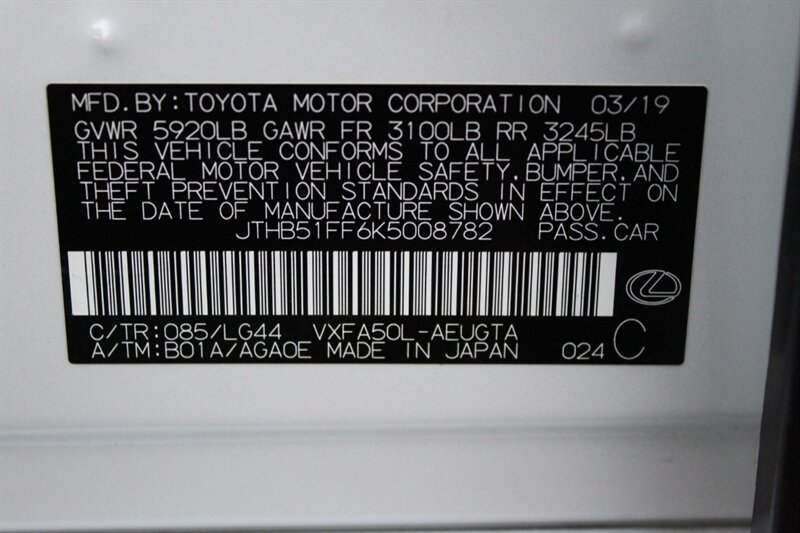 MFD.BY:TOYOTA MOTOR CORPORATION 03/19
GVWR 5920LB GAWR FR 3100LB RR 3245LB
THIS VEHICLE CONFORMS TO ALL APPLICABLE
FEDERAL MOTOR VEHICLE SAFETY,BUMPER,AND
THEFT PREVENTION STANDARDS IN EFFECT ON
THE DATE OF MANUFACTURE SHOWN ABOVE.
JTHB51FF6K5008782 PASS.CAR
C/TR:085/LG44 VXFA50L-AEUGTA
A/TM:B01A/AGA0E MADE IN JAPAN 024 C